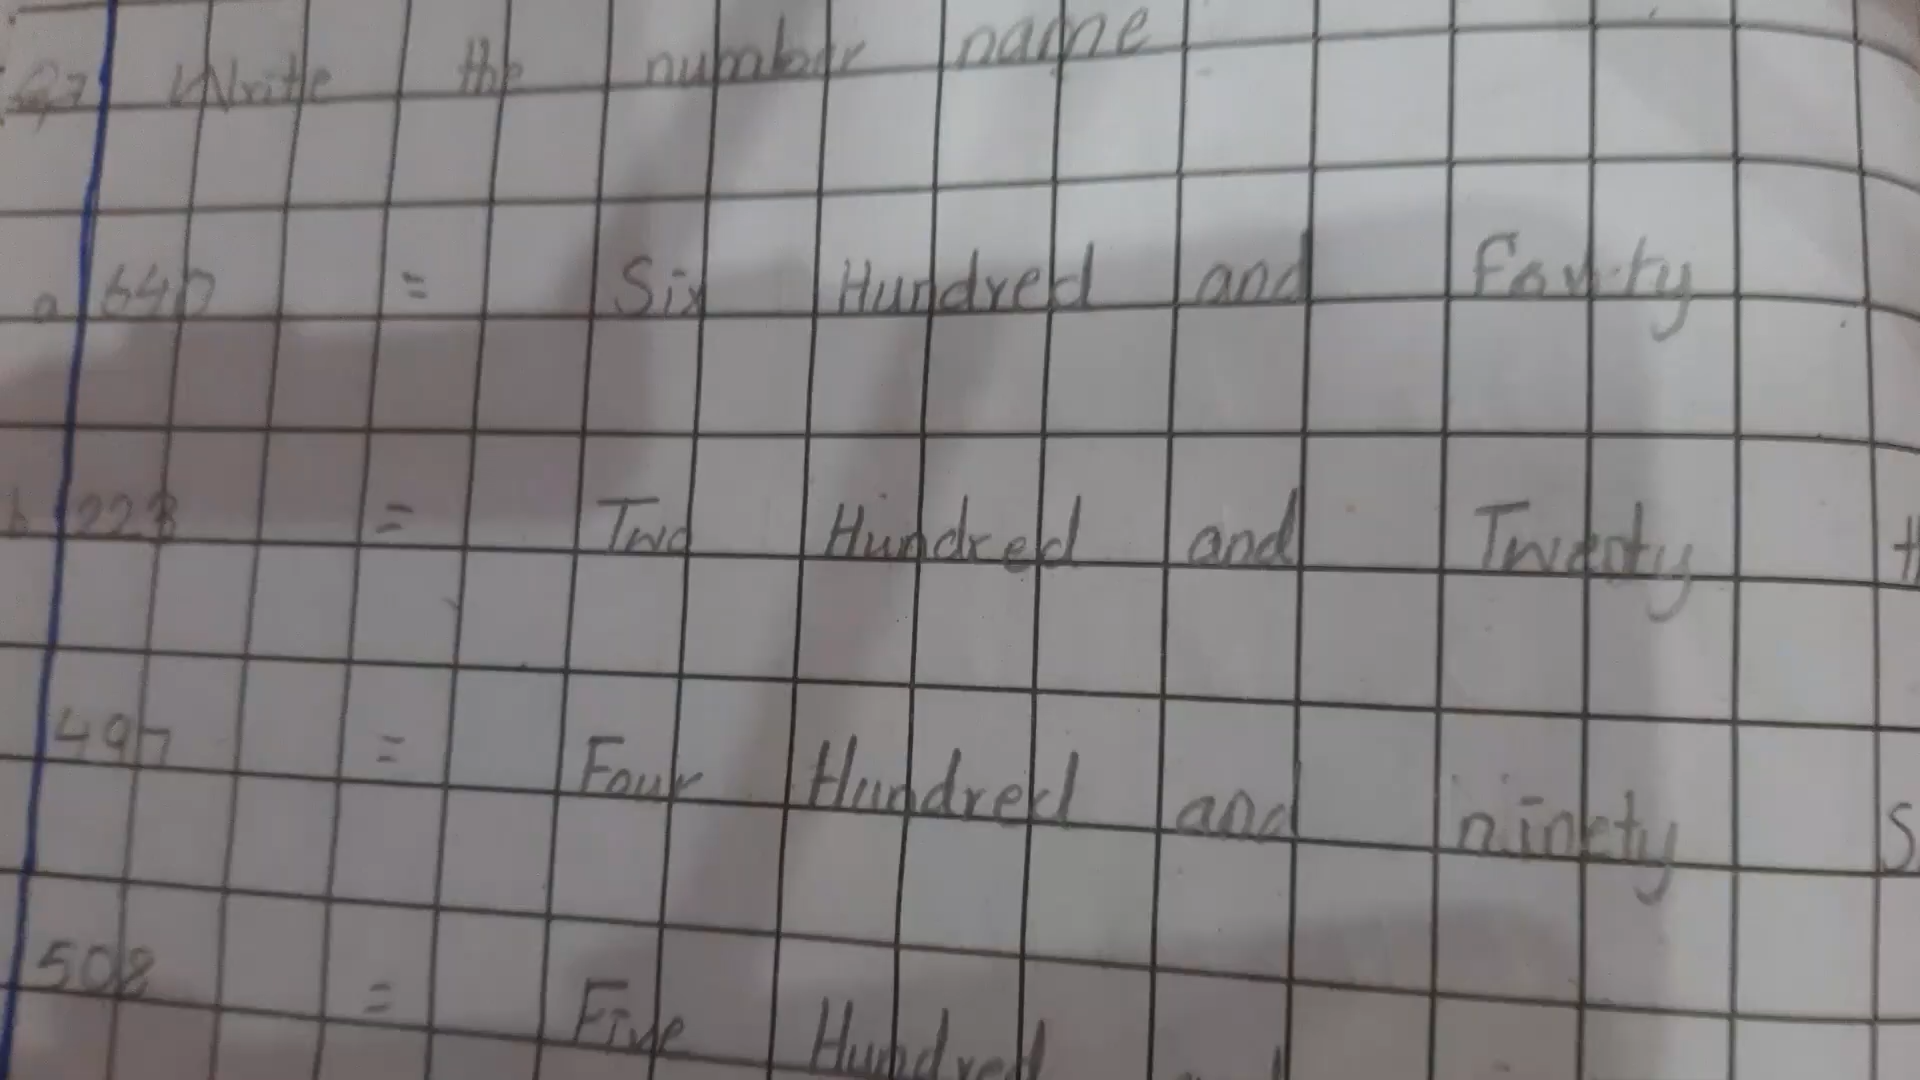 Q7 Write the number name
a 640 = Six Hundred and Fourty
b 223 = Two Hundred and Twenty
497 = Four Hundred and ninety
508 = Five Hundred